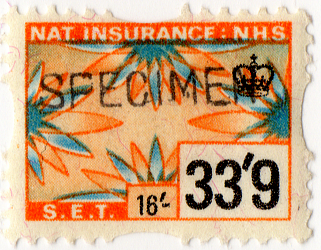 NAT. INSURANCE : NHS
SPECIMEN
S.E.T.
16/-
33'9